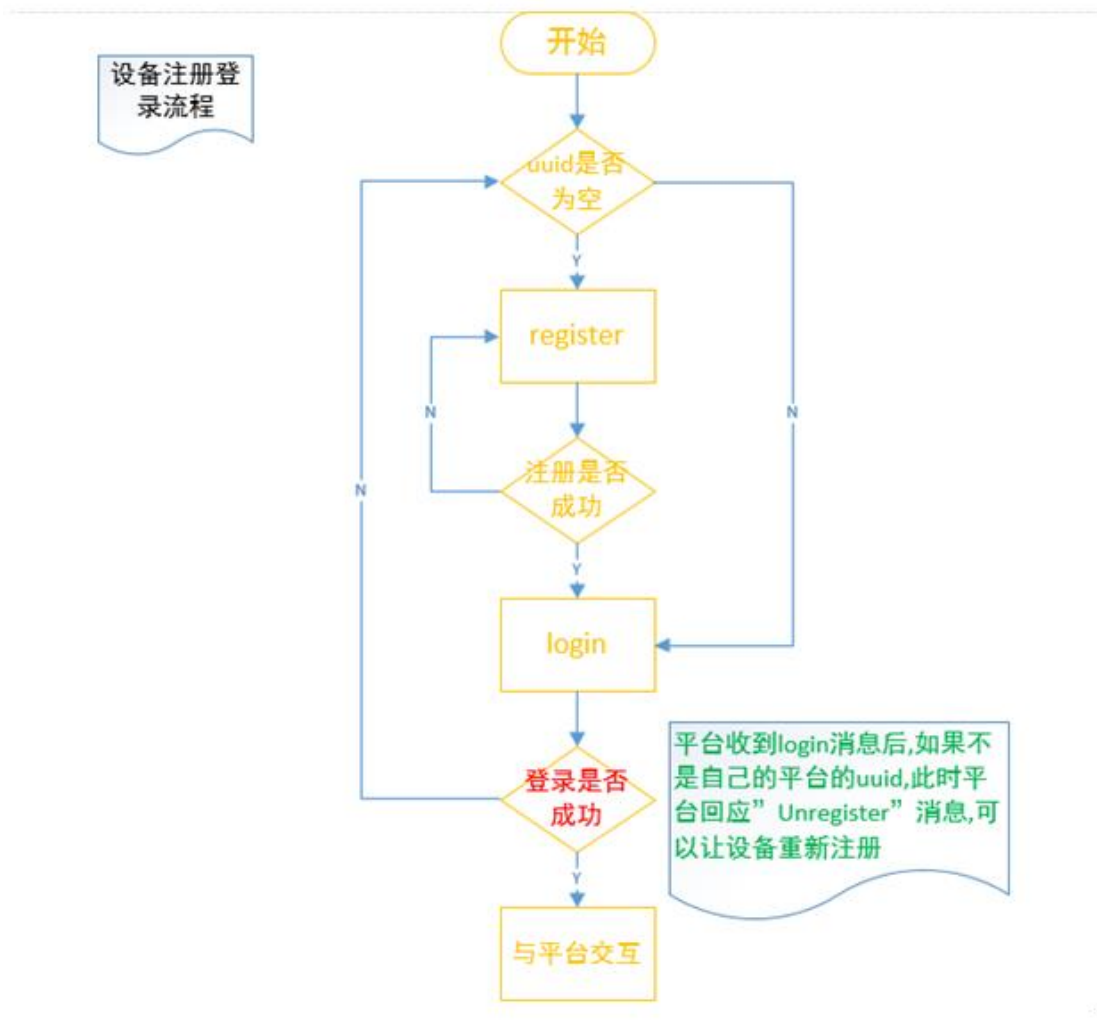 开始
设备注册登
录流程
uuid是否
为空
Y
register
N
N
注册是否
成功
N
Y
login
平台收到login消息后,如果不
是自己的平台的uuid,此时平
台回应”Unregister”消息,可
以让设备重新注册
登录是否
成功
Y
与平台交互